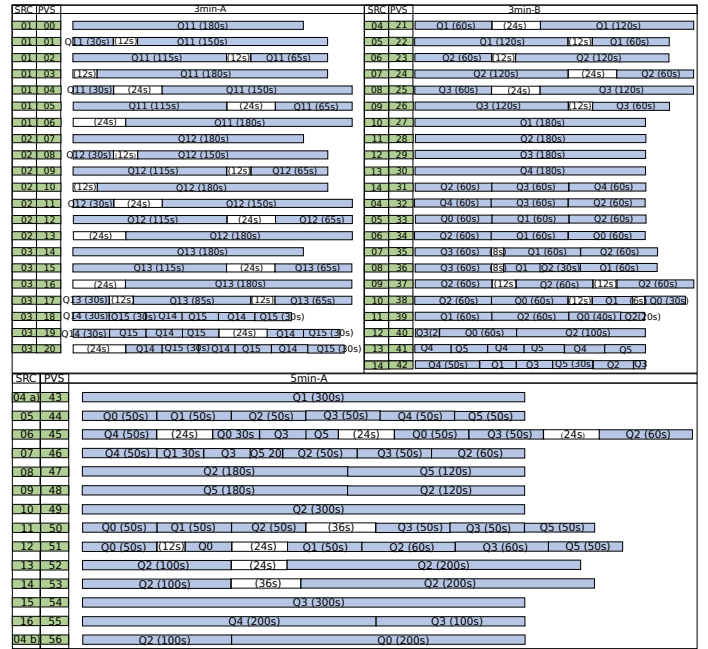 SRC PVS 3min-A
01 00 Q11 (180s)
01 01 Q11 (30s) (12s) Q11 (150s)
01 02 Q11 (115s) (12s) Q11 (65s)
01 03 (12s) Q11 (180s)
01 04 Q11 (30s) (24s) Q11 (150s)
01 05 Q11 (115s) (24s) Q11 (65s)
01 06 (24s) Q11 (180s)
02 07 Q12 (180s)
02 08 Q12 (30s) (12s) Q12 (150s)
02 09 Q12 (115s) (12s) Q12 (65s)
02 10 (12s) Q12 (180s)
02 11 Q12 (30s) (24s) Q12 (150s)
02 12 Q12 (115s) (24s) Q12 (65s)
02 13 (24s) Q12 (180s)
03 14 Q13 (180s)
03 15 Q13 (115s) (24s) Q13 (65s)
03 16 (24s) Q13 (180s)
03 17 Q13 (30s) (12s) Q13 (85s) (12s) Q13 (65s)
03 18 Q14 (30s) Q15 (30s) Q14 Q15 Q14 Q15 (30s)
03 19 Q14 (30s) Q15 Q14 Q15 (24s) Q14 Q15 (30s)
03 20 (24s) Q14 Q15 (30s) Q14 Q15 Q14 Q15 (30s)
3min-B
04 21 Q1 (60s) (24s) Q1 (120s)
05 22 Q1 (120s) (12s) Q1 (60s)
06 23 Q2 (60s) (12s) Q2 (120s)
07 24 Q2 (120s) (24s) Q2 (60s)
08 25 Q3 (60s) (24s) Q3 (120s)
09 26 Q3 (120s) (12s) Q3 (60s)
10 27 Q1 (180s)
11 28 Q2 (180s)
12 29 Q3 (180s)
13 30 Q4 (180s)
14 31 Q2 (60s) Q3 (60s) Q4 (60s)
04 32 Q4 (60s) Q3 (60s) Q2 (60s)
05 33 Q0 (60s) Q1 (60s) Q2 (60s)
06 34 Q2 (60s) Q1 (60s) Q0 (60s)
07 35 Q3 (60s) (8s) Q1 (60s) Q2 (60s)
08 36 Q3 (60s) (8s) Q1 Q2 (30s) Q1 (60s)
09 37 Q2 (60s) (12s) Q2 (60s) (12s) Q2 (60s)
10 38 Q2 (60s) Q0 (60s) (12s) Q1 (6s) Q0 (30s)
11 39 Q1 (60s) Q2 (60s) Q0 (40s) Q2(20s)
12 40 Q3(2 Q0 (60s) Q2 (100s)
13 41 Q4 Q5 Q4 Q5 Q4 Q5
14 42 Q4 (50s) Q1 Q3 Q5 (30s) Q2 Q3
SRC PVS 5min-A
04 a) 43 Q1 (300s)
05 44 Q0 (50s) Q1 (50s) Q2 (50s) Q3 (50s) Q4 (50s) Q5 (50s)
06 45 Q4 (50s) (24s) Q0 30s Q3 Q5 (24s) Q0 (50s) Q3 (50s) (24s) Q2 (60s)
07 46 Q4 (50s) Q1 30s Q3 Q5 20 Q2 (50s) Q3 (50s) Q2 (60s)
08 47 Q2 (180s) Q5 (120s)
09 48 Q5 (180s) Q2 (120s)
10 49 Q2 (300s)
11 50 Q0 (50s) Q1 (50s) Q2 (50s) (36s) Q3 (50s) Q3 (50s) Q5 (50s)
12 51 Q0 (50s) (12s) Q0 (24s) Q1 (50s) Q2 (60s) Q3 (60s) Q5 (50s)
13 52 Q2 (100s) (24s) Q2 (200s)
14 53 Q2 (100s) (36s) Q2 (200s)
15 54 Q3 (300s)
16 55 Q4 (200s) Q3 (100s)
04 b) 56 Q2 (100s) Q0 (200s)